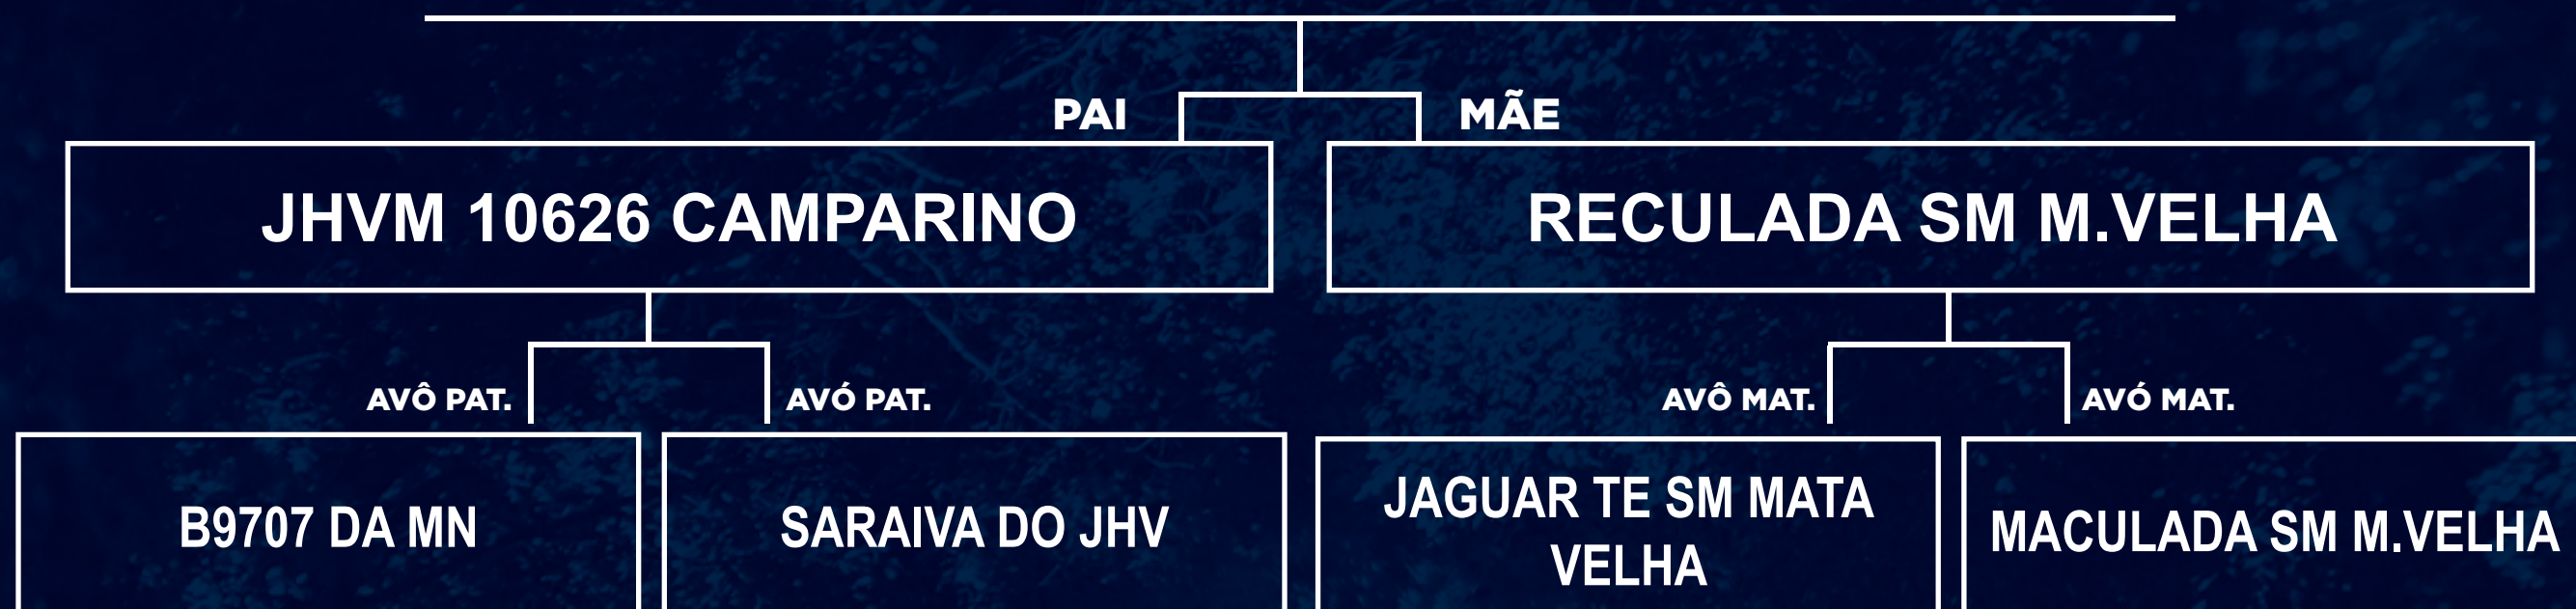 PAI
MÃE
JHVM 10626 CAMPARINO
RECULADA SM M.VELHA
AVÔ PAT.
AVÓ PAT.
AVÔ MAT.
AVÓ MAT.
B9707 DA MN
SARAIVA DO JHV
JAGUAR TE SM MATA
VELHA
MACULADA SM M.VELHA